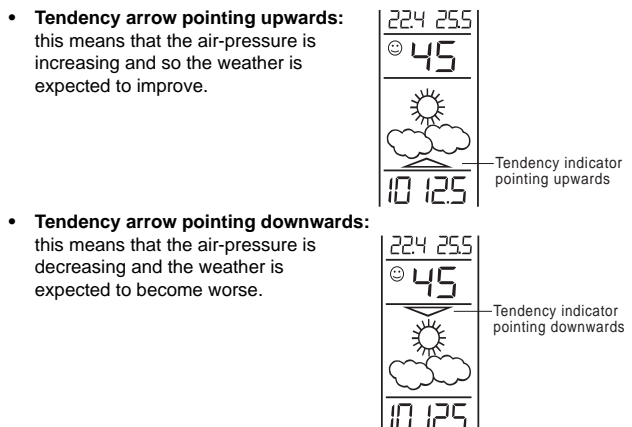 • Tendency arrow pointing upwards:
this means that the air-pressure is
increasing and so the weather is
expected to improve.
22.4 25.5
45
Tendency indicator
pointing upwards
1012.5
• Tendency arrow pointing downwards:
this means that the air-pressure is
decreasing and the weather is
expected to become worse.
22.4 25.5
45
Tendency indicator
pointing downwards